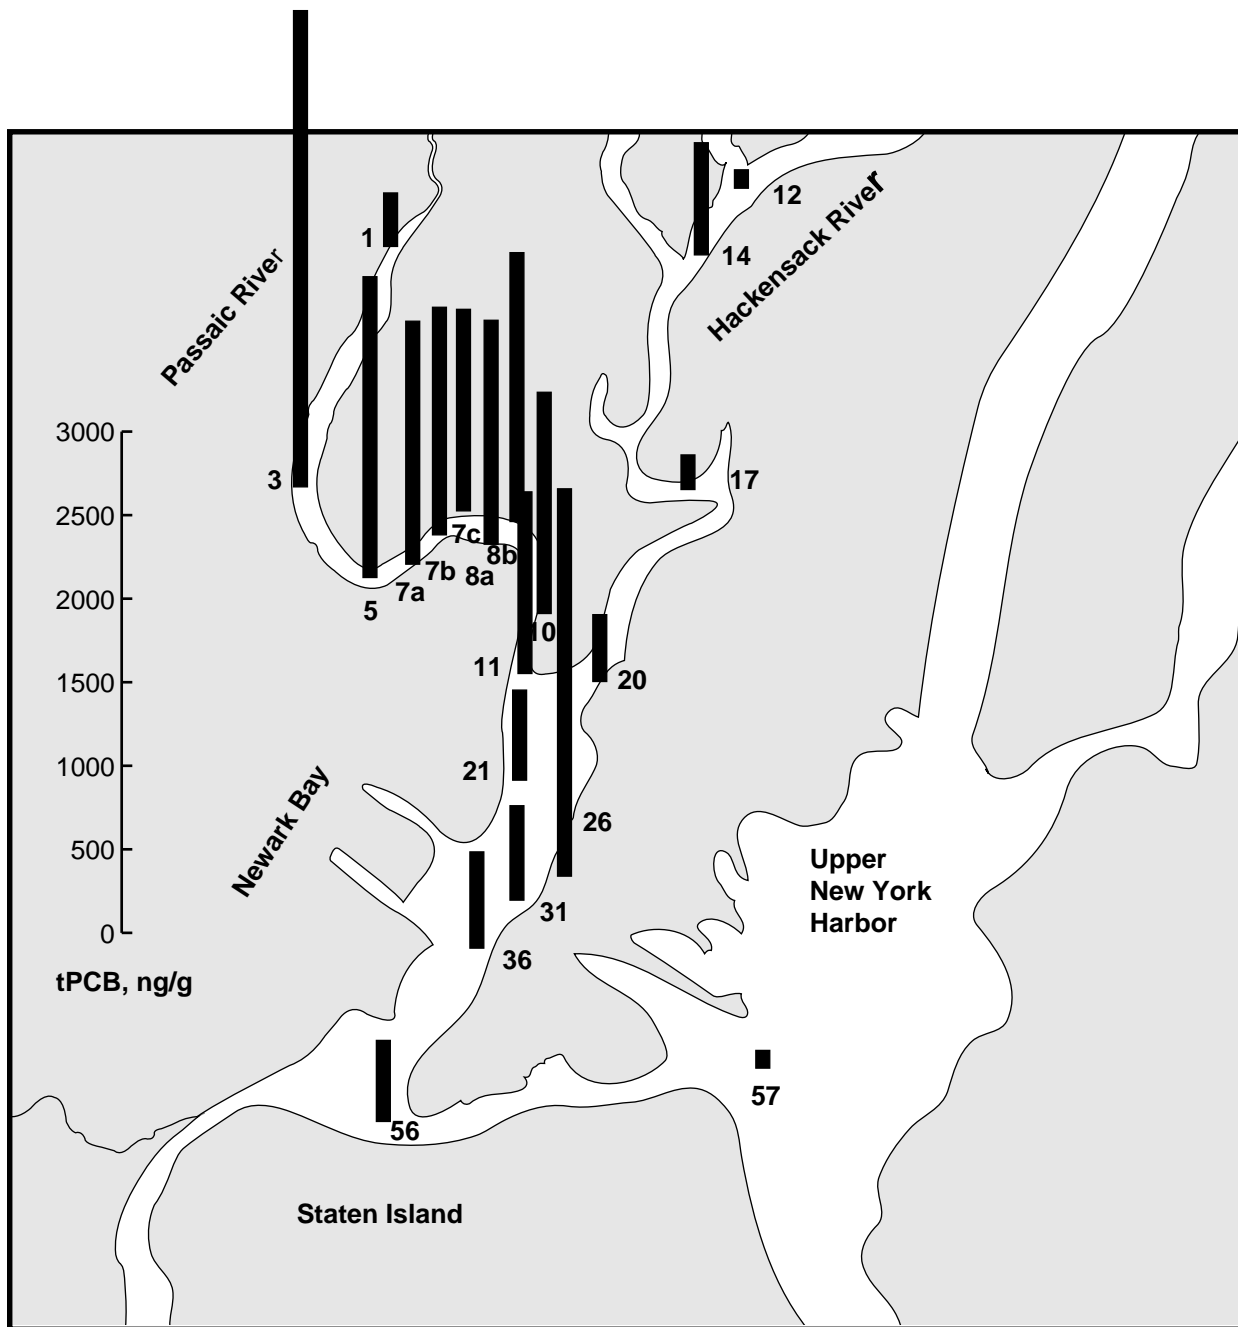 12
Hackensack River
1
14
Passaic River
3000
3
17
2500
7c
8b
7b
8a
7a
2000
5
10
11
20
1500
21
1000
Newark Bay
26
500
Upper
New York
Harbor
31
0
36
tPCB, ng/g
57
56
Staten Island